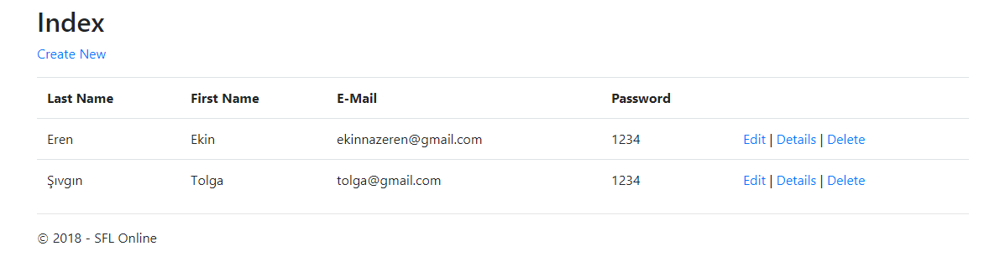 Index
Create New
Last Name First Name E-Mail Password
Eren Ekin ekinnazeren@gmail.com 1234 Edit | Details | Delete
Şıvgın Tolga tolga@gmail.com 1234 Edit | Details | Delete
© 2018 - SFL Online